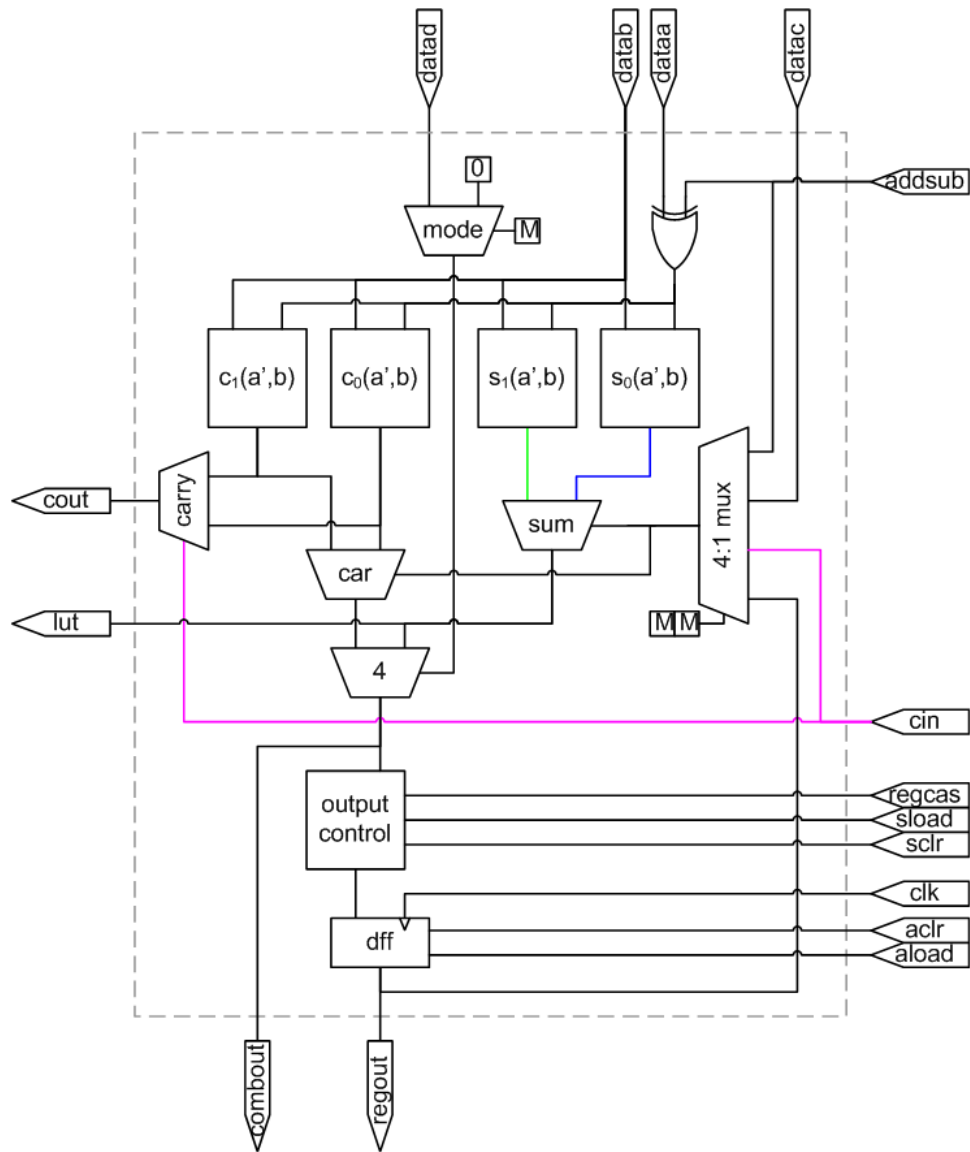 datad
datab
dataa
datac
0
addsub
mode
M
c₁(a',b)
c₀(a',b)
s₁(a',b)
s₀(a',b)
carry
cout
sum
4:1 mux
car
lut
M M
4
cin
output
control
regcas
sload
sclr
clk
dff
aclr
aload
combout
regout